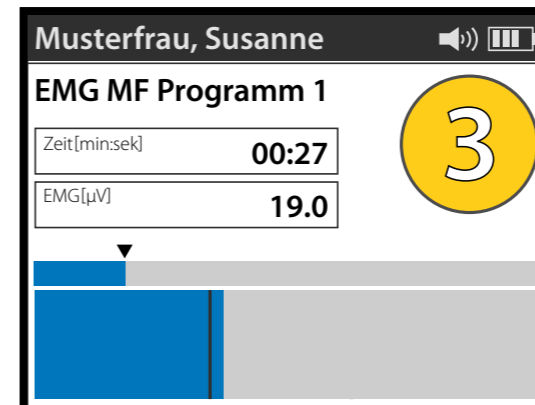 Musterfrau, Susanne
EMG MF Programm 1
3
Zeit[min:sek] 00:27
EMG[µV] 19.0